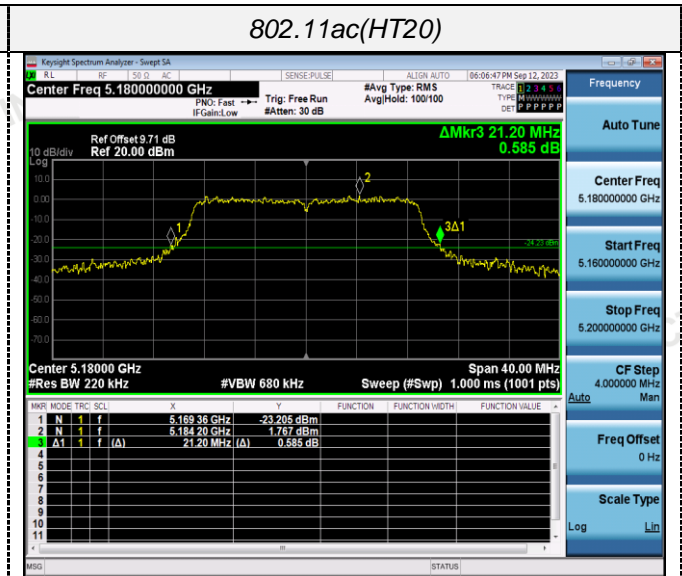 802.11ac(HT20)
Keysight Spectrum Analyzer - Swept SA
RL RF 50 Ω AC SENSE:PULSE ALIGN AUTO 06:06:47 PM Sep 12, 2023
Center Freq 5.180000000 GHz
PNO: Fast
IFGain:Low
Trig: Free Run
#Atten: 30 dB
#Avg Type: RMS
Avg|Hold: 100/100
TRACE 1 2 3 4 5 6
TYPE M W W W W W
DET P P P P P P
Ref Offset 9.71 dB
10 dB/div Ref 20.00 dBm
Log
ΔMkr3 21.20 MHz
0.585 dB
10.0
0.00
-10.0
-20.0
-30.0
-40.0
-50.0
-60.0
-70.0
1
2
3Δ1
-24.23 dBm
Center 5.18000 GHz Span 40.00 MHz
#Res BW 220 kHz #VBW 680 kHz Sweep (#Swp) 1.000 ms (1001 pts)
MKR MODE TRC SCL X Y FUNCTION FUNCTION WIDTH FUNCTION VALUE
1 N 1 f 5.169 36 GHz -23.205 dBm
2 N 1 f 5.184 20 GHz 1.767 dBm
3 Δ1 1 f (Δ) 21.20 MHz (Δ) 0.585 dB
4
5
6
7
8
9
10
11
MSG STATUS
Frequency
Auto Tune
Center Freq
5.180000000 GHz
Start Freq
5.160000000 GHz
Stop Freq
5.200000000 GHz
CF Step
4.000000 MHz
Auto Man
Freq Offset
0 Hz
Scale Type
Log Lin